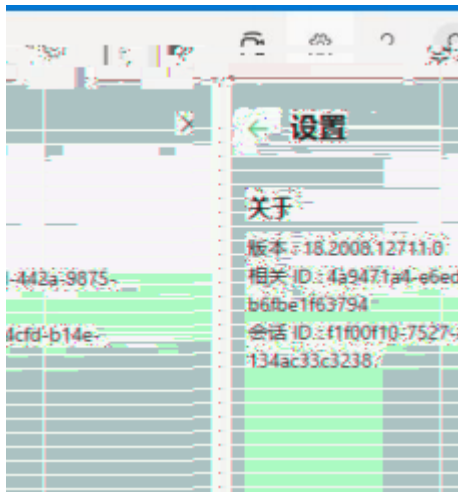 设置
关于
版本：18.2008.12711.0
-442a-9875-
相关 ID：4a9471a4-e6ed
b6fbe1f63794
4cfd-b14e-
会话 ID：f1f00f10-7527-
134ac33c3238